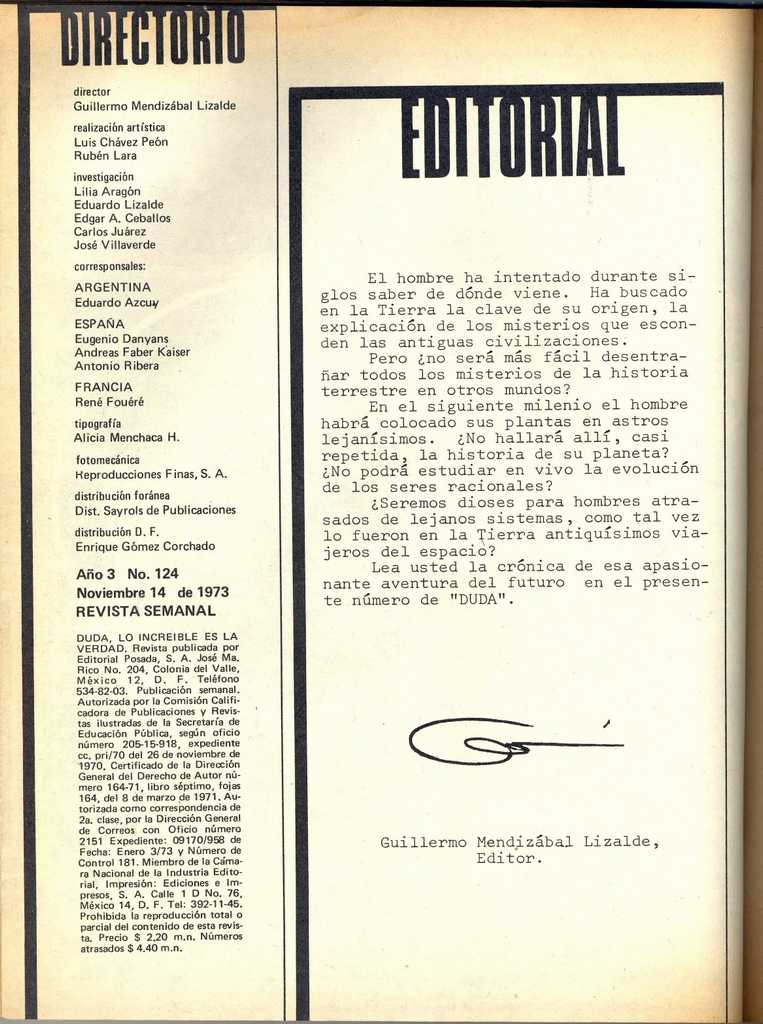 DIRECTORIO
director
Guillermo Mendizábal Lizalde
realización artística
Luis Chávez Peón
Rubén Lara
investigación
Lilia Aragón
Eduardo Lizalde
Edgar A. Ceballos
Carlos Juárez
José Villaverde
corresponsales:
ARGENTINA
Eduardo Azcuy
ESPAÑA
Eugenio Danyans
Andreas Faber Kaiser
Antonio Ribera
FRANCIA
René Fouéré
tipografía
Alicia Menchaca H.
fotomecánica
Reproducciones Finas, S. A.
distribución foránea
Dist. Sayrols de Publicaciones
distribución D. F.
Enrique Gómez Corchado
Año 3 No. 124
Noviembre 14 de 1973
REVISTA SEMANAL
DUDA, LO INCREIBLE ES LA
VERDAD, Revista publicada por
Editorial Posada, S. A. José Ma.
Rico No. 204, Colonia del Valle,
México 12, D. F. Teléfono
534-82-03. Publicación semanal.
Autorizada por la Comisión Califi-
cadora de Publicaciones y Revis-
tas ilustradas de la Secretaría de
Educación Pública, según oficio
número 205-15-918, expediente
cc. pri/70 del 26 de noviembre de
1970. Certificado de la Dirección
General del Derecho de Autor nú-
mero 164-71, libro séptimo, fojas
164, del 8 de marzo de 1971. Au-
torizada como correspondencia de
2a. clase, por la Dirección General
de Correos con Oficio número
2151 Expediente: 09170/958 de
Fecha: Enero 3/73 y Número de
Control 181. Miembro de la Cáma-
ra Nacional de la Industria Edito-
rial, Impresión: Ediciones e Im-
presos, S. A. Calle 1 D No. 76,
México 14, D. F. Tel: 392-11-45.
Prohibida la reproducción total o
parcial del contenido de esta revis-
ta. Precio $ 2,20 m.n. Números
atrasados $ 4.40 m.n.
EDITORIAL
El hombre ha intentado durante si-
glos saber de dónde viene. Ha buscado
en la Tierra la clave de su origen, la
explicación de los misterios que escon-
den las antiguas civilizaciones.
Pero ¿no será más fácil desentra-
ñar todos los misterios de la historia
terrestre en otros mundos?
En el siguiente milenio el hombre
habrá colocado sus plantas en astros
lejanísimos. ¿No hallará allí, casi
repetida, la historia de su planeta?
¿No podrá estudiar en vivo la evolución
de los seres racionales?
¿Seremos dioses para hombres atra-
sados de lejanos sistemas, como tal vez
lo fueron en la Tierra antiquísimos via-
jeros del espacio?
Lea usted la crónica de esa apasio-
nante aventura del futuro en el presen-
te número de "DUDA".
Guillermo Mendizábal Lizalde,
Editor.